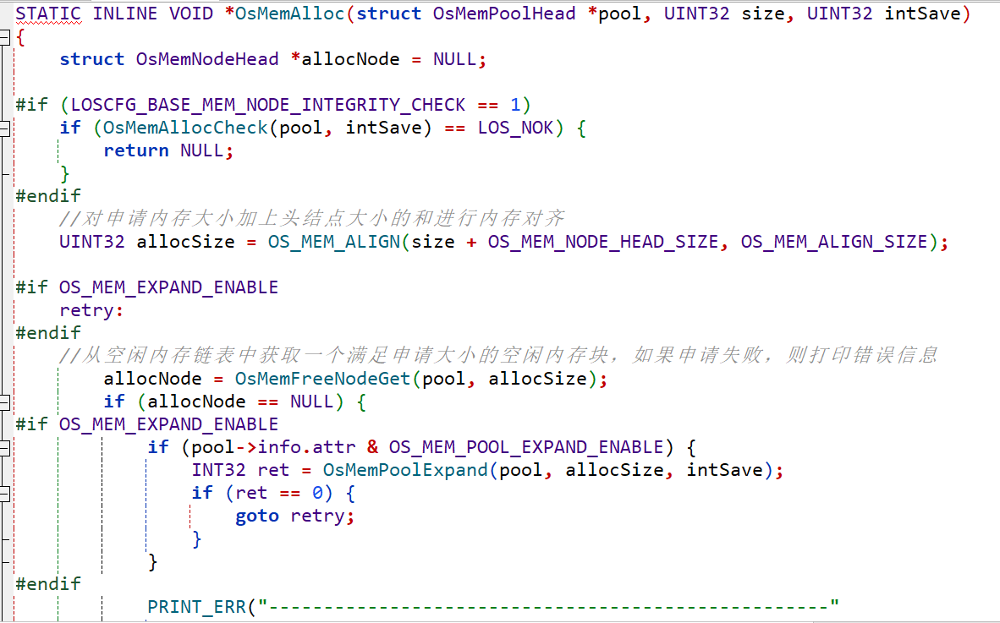 STATIC INLINE VOID *OsMemAlloc(struct OsMemPoolHead *pool, UINT32 size, UINT32 intSave)
{
    struct OsMemNodeHead *allocNode = NULL;

#if (LOSCFG_BASE_MEM_NODE_INTEGRITY_CHECK == 1)
    if (OsMemAllocCheck(pool, intSave) == LOS_NOK) {
        return NULL;
    }
#endif
    //对申请内存大小加上头结点大小的和进行内存对齐
    UINT32 allocSize = OS_MEM_ALIGN(size + OS_MEM_NODE_HEAD_SIZE, OS_MEM_ALIGN_SIZE);

#if OS_MEM_EXPAND_ENABLE
    retry:
#endif
    //从空闲内存链表中获取一个满足申请大小的空闲内存块，如果申请失败，则打印错误信息
        allocNode = OsMemFreeNodeGet(pool, allocSize);
        if (allocNode == NULL) {
#if OS_MEM_EXPAND_ENABLE
            if (pool->info.attr & OS_MEM_POOL_EXPAND_ENABLE) {
                INT32 ret = OsMemPoolExpand(pool, allocSize, intSave);
                if (ret == 0) {
                    goto retry;
                }
            }
#endif
            PRINT_ERR("---------------------------------------------------"